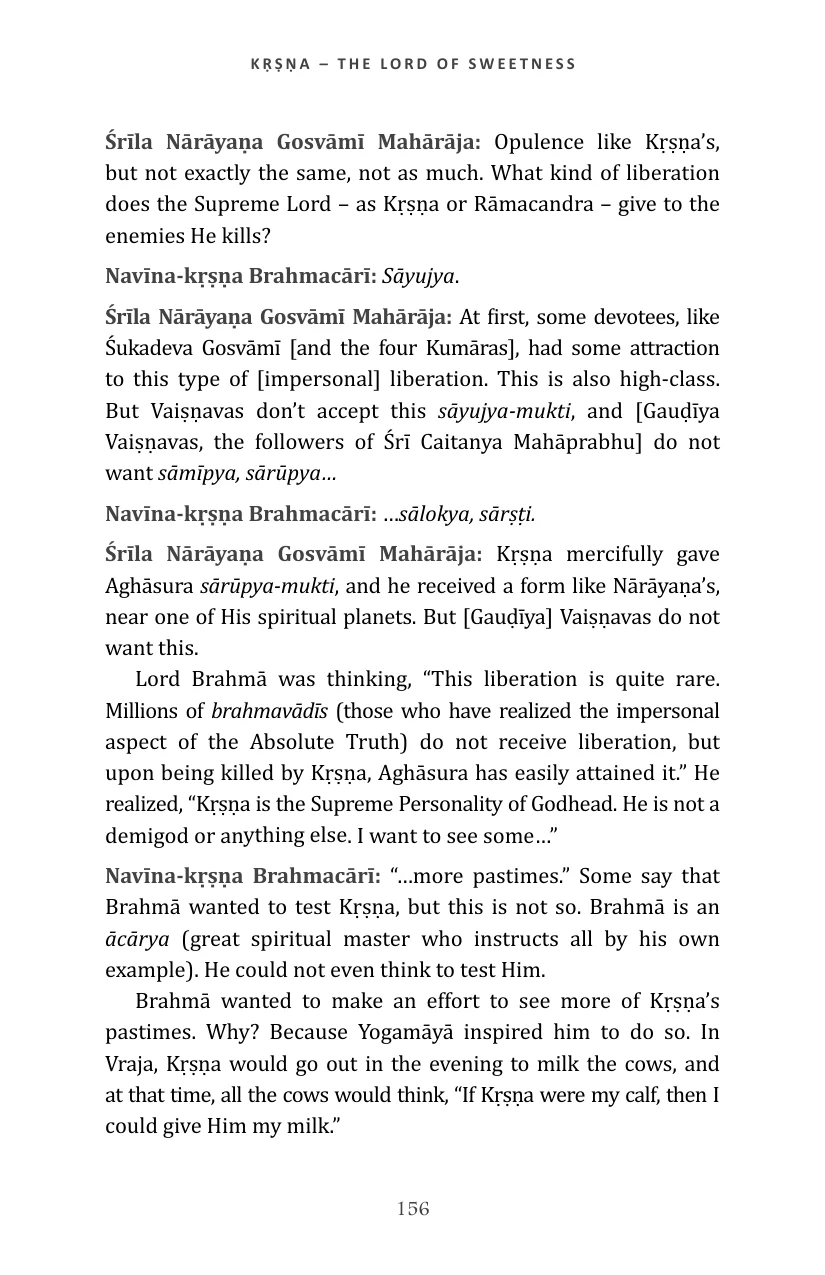 KṚṢṆA – THE LORD OF SWEETNESS
Śrīla Nārāyaṇa Gosvāmī Mahārāja: Opulence like Kṛṣṇa’s,
but not exactly the same, not as much. What kind of liberation
does the Supreme Lord – as Kṛṣṇa or Rāmacandra – give to the
enemies He kills?
Navīna-kṛṣṇa Brahmacārī: Sāyujya.
Śrīla Nārāyaṇa Gosvāmī Mahārāja: At first, some devotees, like
Śukadeva Gosvāmī [and the four Kumāras], had some attraction
to this type of [impersonal] liberation. This is also high-class.
But Vaiṣṇavas don’t accept this sāyujya-mukti, and [Gauḍīya
Vaiṣṇavas, the followers of Śrī Caitanya Mahāprabhu] do not
want sāmīpya, sārūpya…
Navīna-kṛṣṇa Brahmacārī: …sālokya, sārṣṭi.
Śrīla Nārāyaṇa Gosvāmī Mahārāja: Kṛṣṇa mercifully gave
Aghāsura sārūpya-mukti, and he received a form like Nārāyaṇa’s,
near one of His spiritual planets. But [Gauḍīya] Vaiṣṇavas do not
want this.
Lord Brahmā was thinking, “This liberation is quite rare.
Millions of brahmavādīs (those who have realized the impersonal
aspect of the Absolute Truth) do not receive liberation, but
upon being killed by Kṛṣṇa, Aghāsura has easily attained it.” He
realized, “Kṛṣṇa is the Supreme Personality of Godhead. He is not a
demigod or anything else. I want to see some…”
Navīna-kṛṣṇa Brahmacārī: “…more pastimes.” Some say that
Brahmā wanted to test Kṛṣṇa, but this is not so. Brahmā is an
ācārya (great spiritual master who instructs all by his own
example). He could not even think to test Him.
Brahmā wanted to make an effort to see more of Kṛṣṇa’s
pastimes. Why? Because Yogamāyā inspired him to do so. In
Vraja, Kṛṣṇa would go out in the evening to milk the cows, and
at that time, all the cows would think, “If Kṛṣṇa were my calf, then I
could give Him my milk.”
156